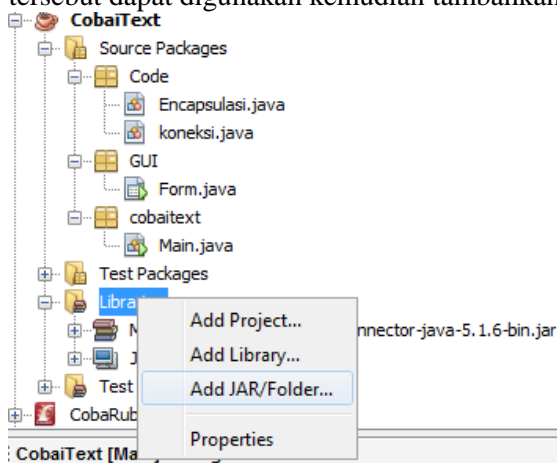 tersebut dapat digunakan kemudian tambahkan
CobaiText
Source Packages
Code
Encapsulasi.java
koneksi.java
GUI
Form.java
cobaitext
Main.java
Test Packages
Add Project...
nnector-java-5.1.6-bin.jar
Add Library...
Test
Add JAR/Folder...
CobaRub
Properties
CobaiText [Ma